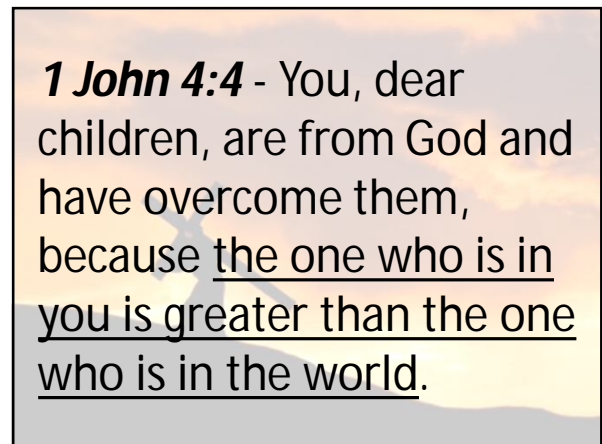 1 John 4:4 - You, dear
children, are from God and
have overcome them,
because the one who is in
you is greater than the one
who is in the world.